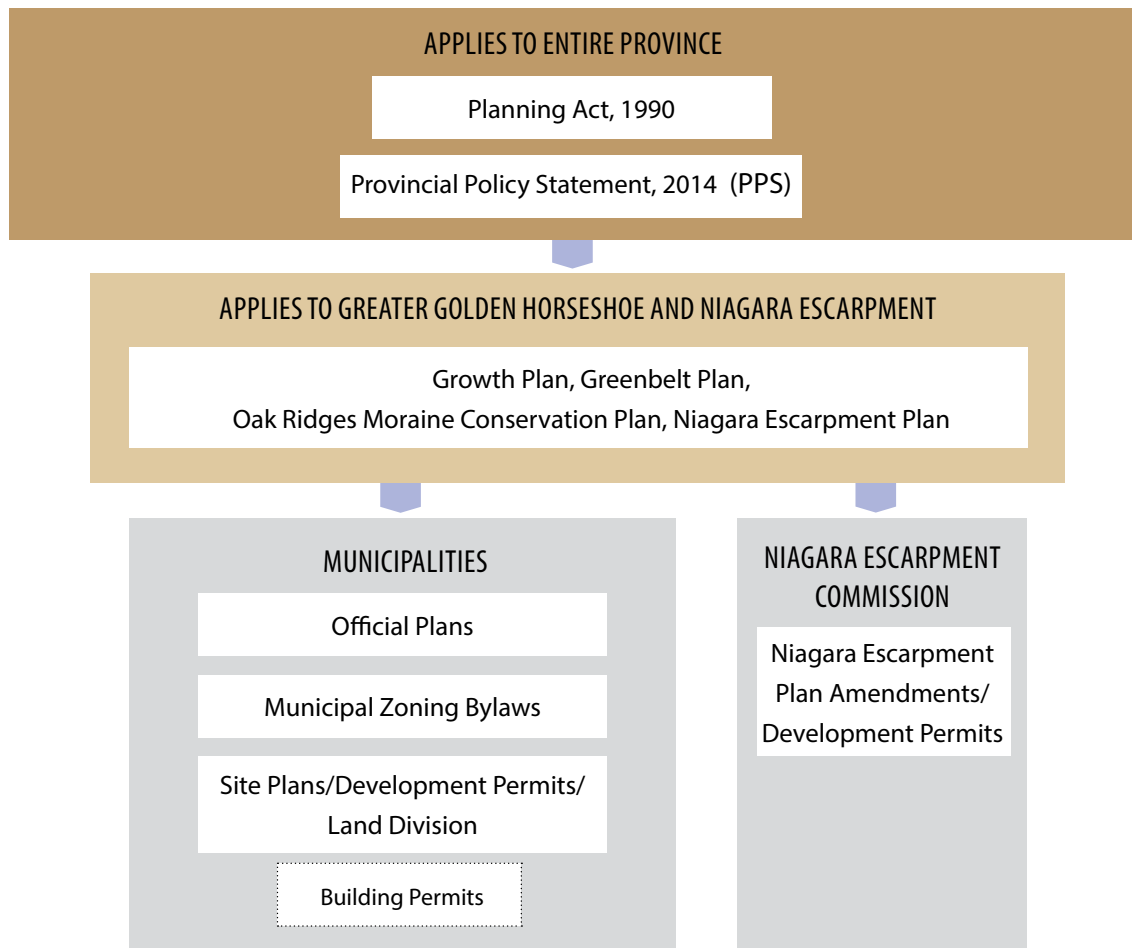 APPLIES TO ENTIRE PROVINCE
Planning Act, 1990
Provincial Policy Statement, 2014 (PPS)
APPLIES TO GREATER GOLDEN HORSESHOE AND NIAGARA ESCARPMENT
Growth Plan, Greenbelt Plan,
Oak Ridges Moraine Conservation Plan, Niagara Escarpment Plan
MUNICIPALITIES
Official Plans
Municipal Zoning Bylaws
Site Plans/Development Permits/
Land Division
Building Permits
NIAGARA ESCARPMENT
COMMISSION
Niagara Escarpment
Plan Amendments/
Development Permits